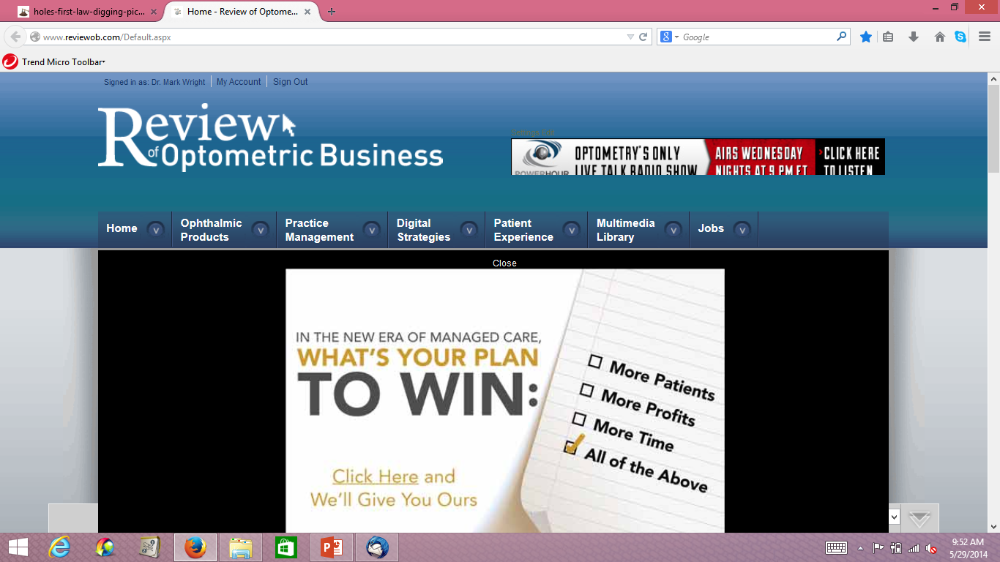 holes-first-law-digging-pic...
Home - Review of Optome...
www.reviewob.com/Default.aspx
Google
Trend Micro Toolbar
Signed in as: Dr. Mark Wright
My Account
Sign Out
Review
of Optometric Business
POWERHOUR
OPTOMETRY'S ONLY
LIVE TALK RADIO SHOW
AIRS WEDNESDAY
NIGHTS AT 9 PM ET
CLICK HERE
TO LISTEN
Home
Ophthalmic
Products
Practice
Management
Digital
Strategies
Patient
Experience
Multimedia
Library
Jobs
Close
IN THE NEW ERA OF MANAGED CARE,
WHAT'S YOUR PLAN
TO WIN:
More Patients
More Profits
More Time
All of the Above
Click Here and
We'll Give You Ours
9:52 AM
5/29/2014